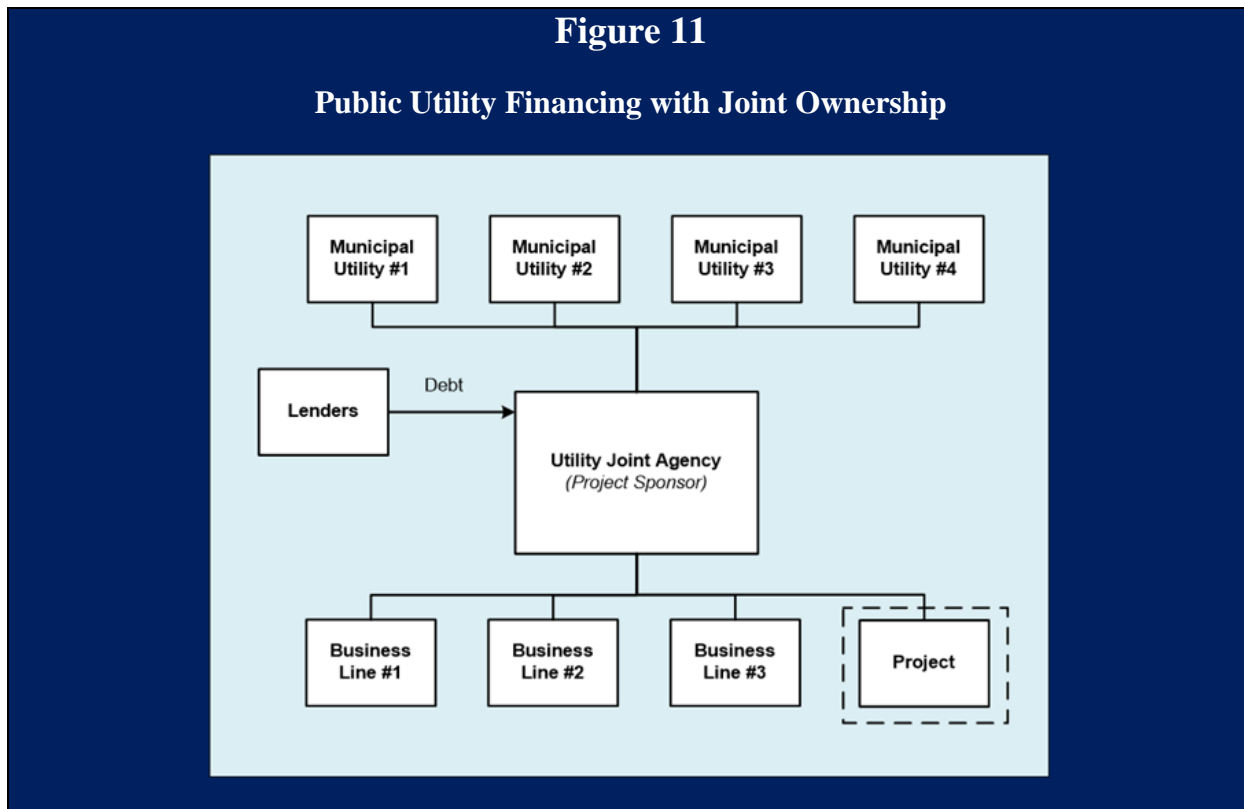 Figure 11
Public Utility Financing with Joint Ownership
Municipal
Utility #1
Municipal
Utility #2
Municipal
Utility #3
Municipal
Utility #4
Lenders
Debt
Utility Joint Agency
(Project Sponsor)
Business
Line #1
Business
Line #2
Business
Line #3
Project